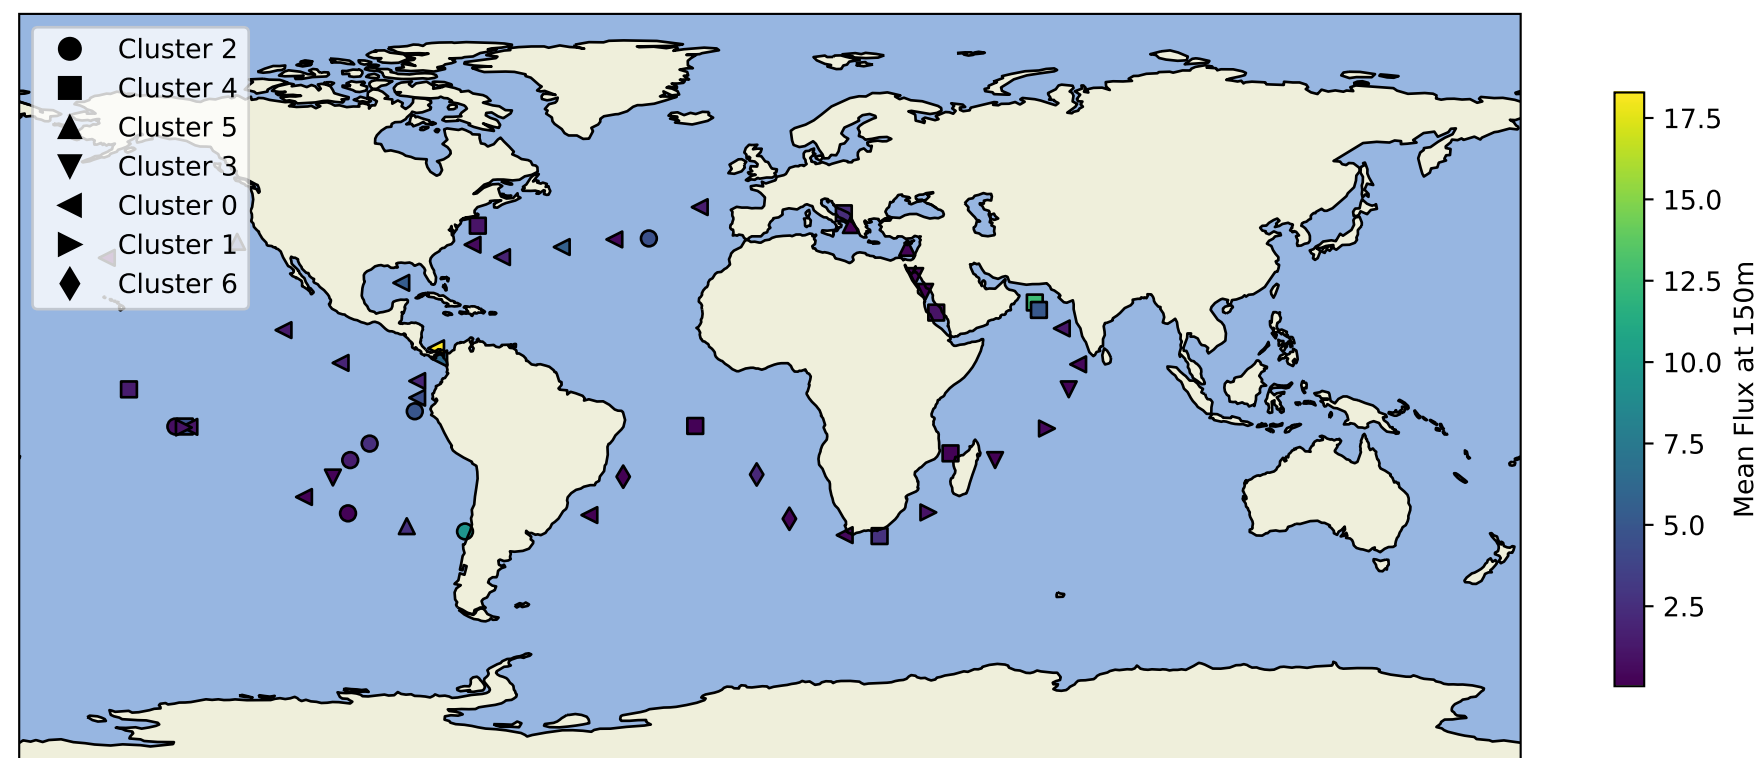 Cluster 2
Cluster 4
Cluster 5
Cluster 3
Cluster 0
Cluster 1
Cluster 6
17.5
15.0
12.5
10.0
7.5
5.0
2.5
Mean Flux at 150m